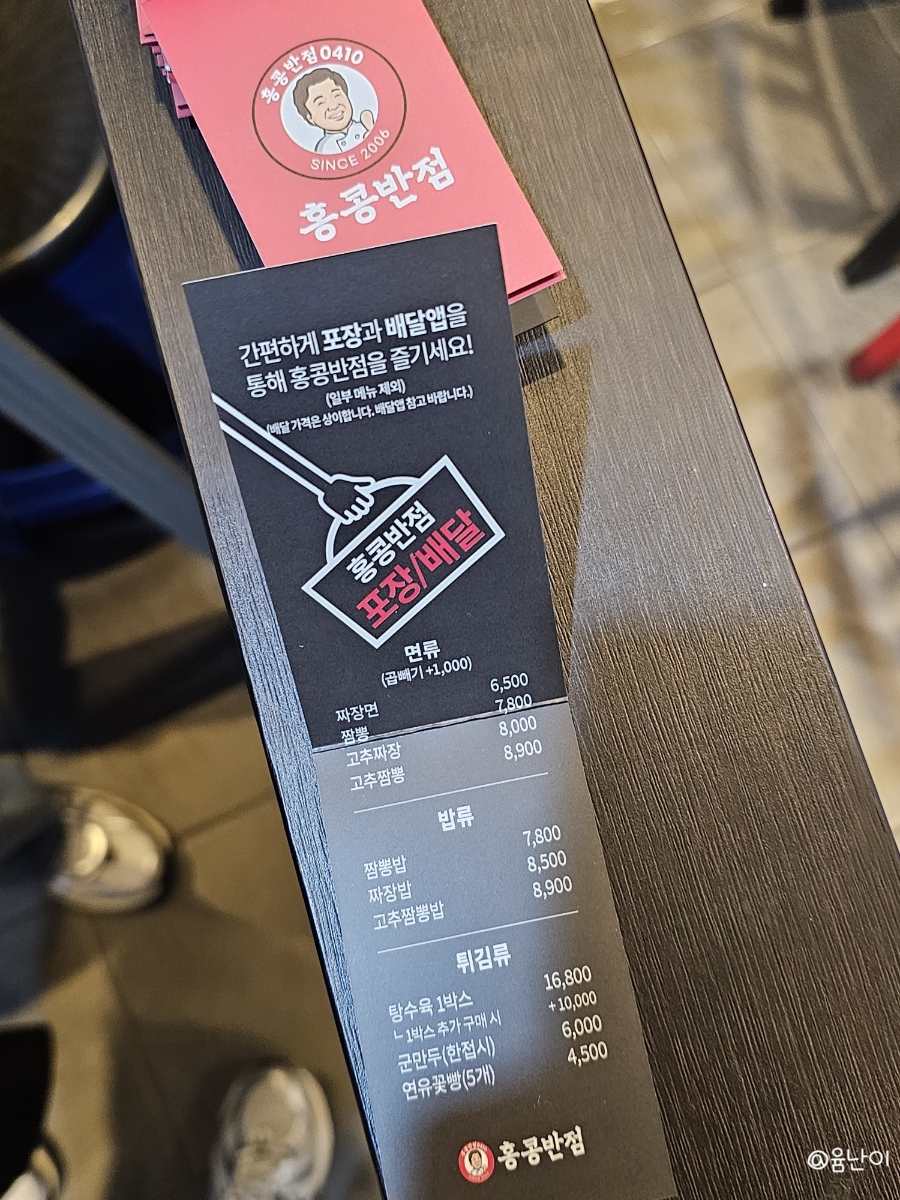 홍콩반점0410
SINCE 2006
홍콩반점
간편하게 포장과 배달앱을
통해 홍콩반점을 즐기세요!
(일부 메뉴 제외)
(배달 가격은 상이합니다. 배달앱 참고 바랍니다.)
홍콩반점
포장/배달
면류
(곱빼기 +1,000)
짜장면 6,500
짬뽕 7,800
고추짜장 8,000
고추짬뽕 8,900
밥류
짬뽕밥 7,800
짜장밥 8,500
고추짬뽕밥 8,900
튀김류
탕수육 1박스 16,800
ㄴ1박스 추가 구매 시 +10,000
군만두(한접시) 6,000
연유꽃빵(5개) 4,500
홍콩반점
@움난이